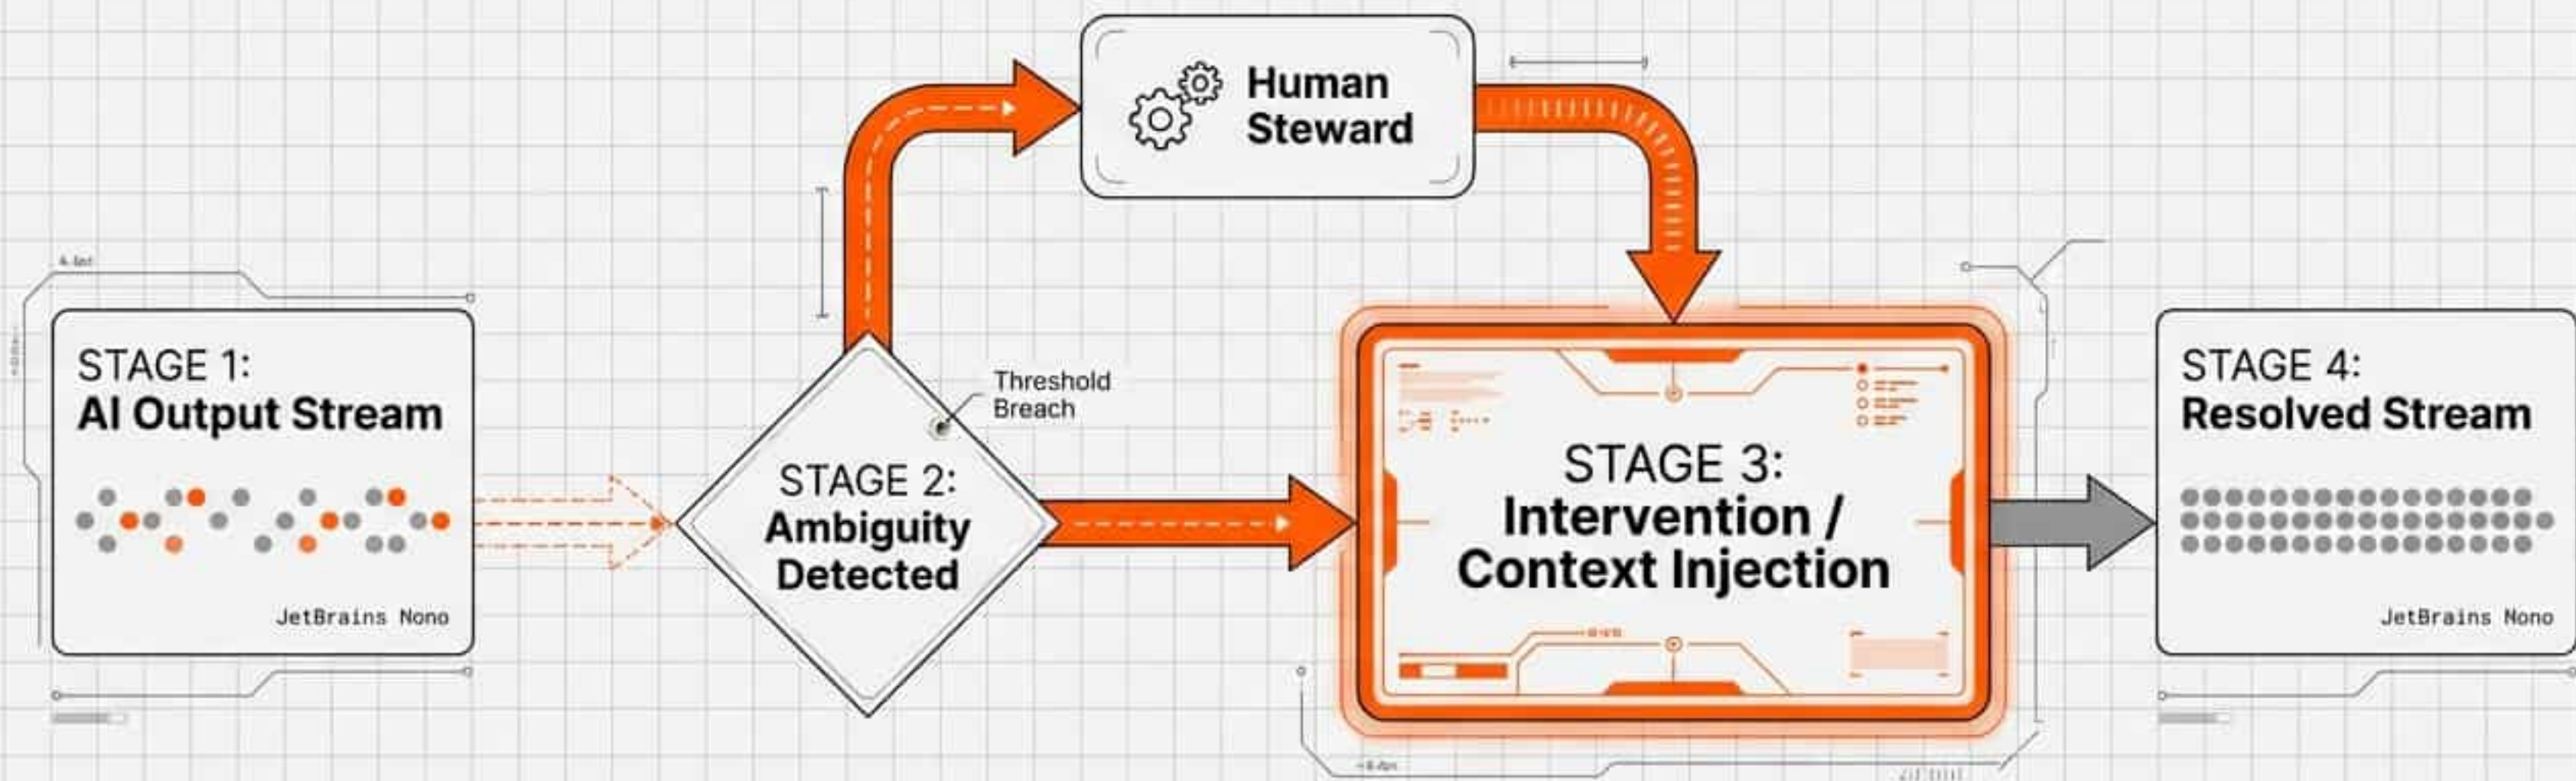 Human
Steward
STAGE 1:
AI Output Stream
JetBrains Nono
Threshold
Breach
STAGE 2:
Ambiguity
Detected
STAGE 3:
Intervention /
Context Injection
STAGE 4:
Resolved Stream
JetBrains Nono